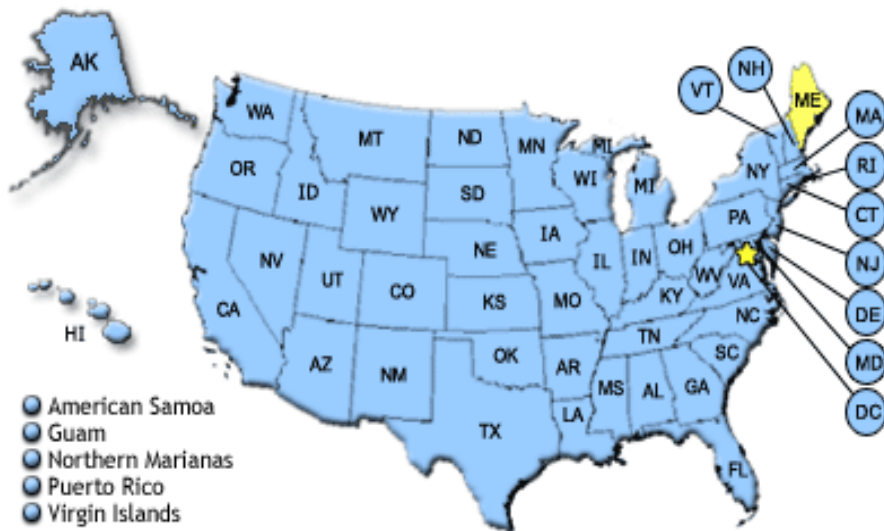 AK
WA
OR
CA
ID
NV
MT
WY
UT
AZ
CO
NM
ND
SD
NE
KS
OK
TX
MN
IA
MO
AR
LA
WI
IL
MI
MI
IN
OH
KY
TN
MS
AL
GA
FL
SC
NC
VA
WV
PA
NY
VT
NH
ME
MA
RI
CT
NJ
DE
MD
DC
HI
American Samoa
Guam
Northern Marianas
Puerto Rico
Virgin Islands